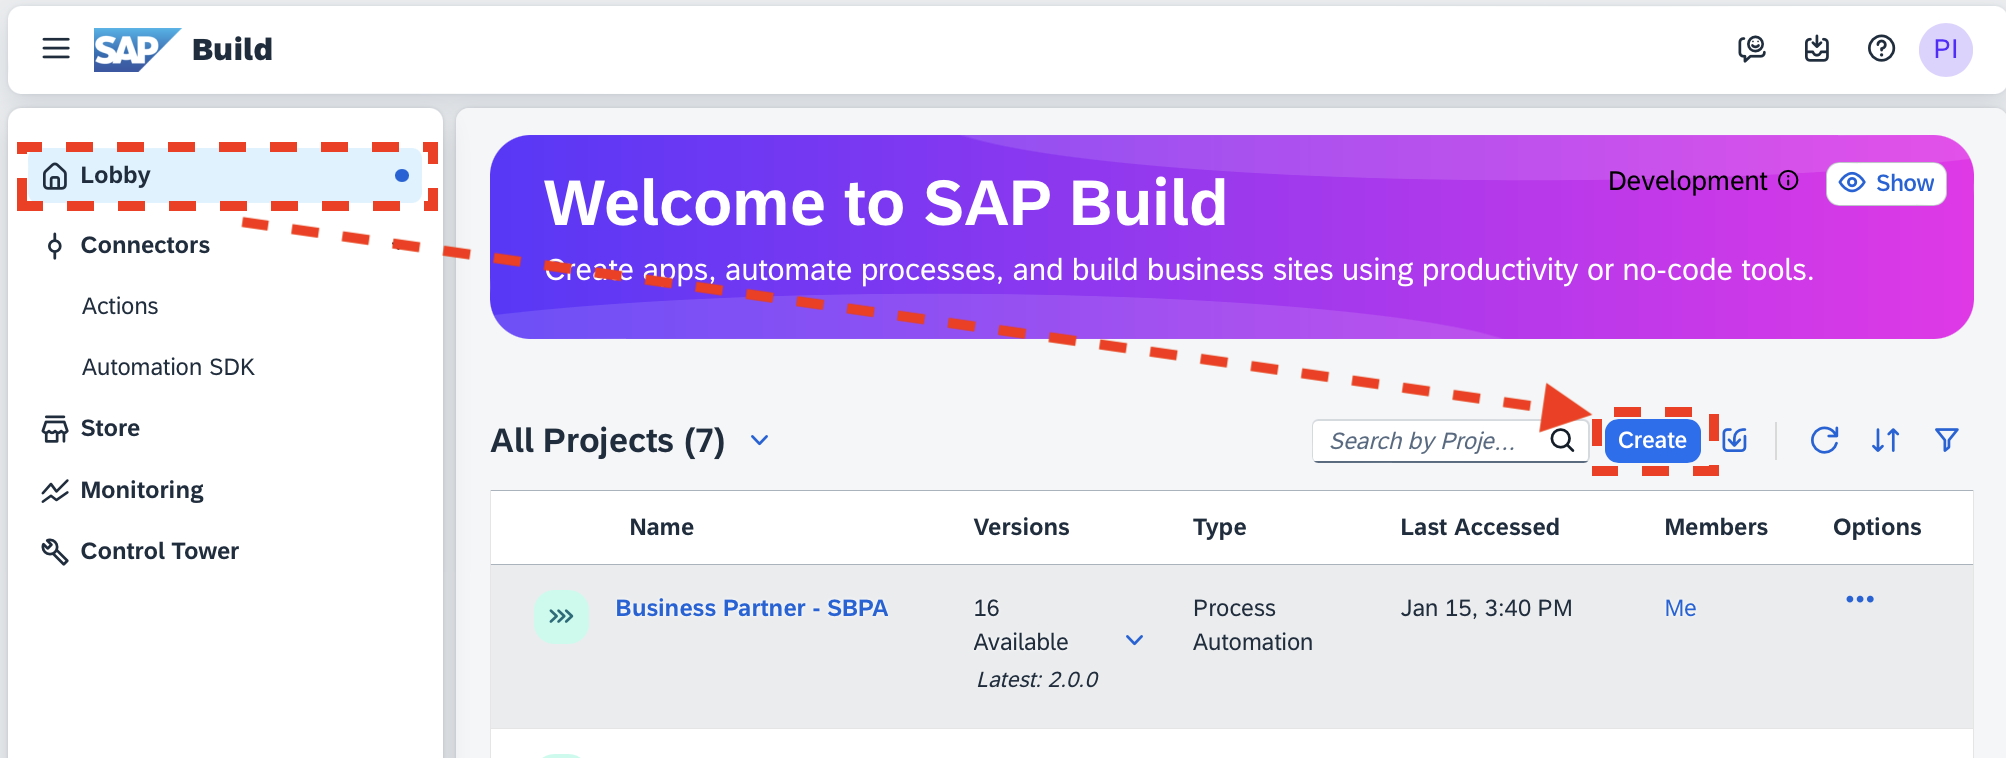 SAP Build
PI
Lobby
Connectors
Actions
Automation SDK
Store
Monitoring
Control Tower
Welcome to SAP Build
Development
Show
Create apps, automate processes, and build business sites using productivity or no-code tools.
All Projects (7)
Search by Proje...
Create
Name Versions Type Last Accessed Members Options
Business Partner - SBPA 16 Process Jan 15, 3:40 PM Me
Available Automation
Latest: 2.0.0